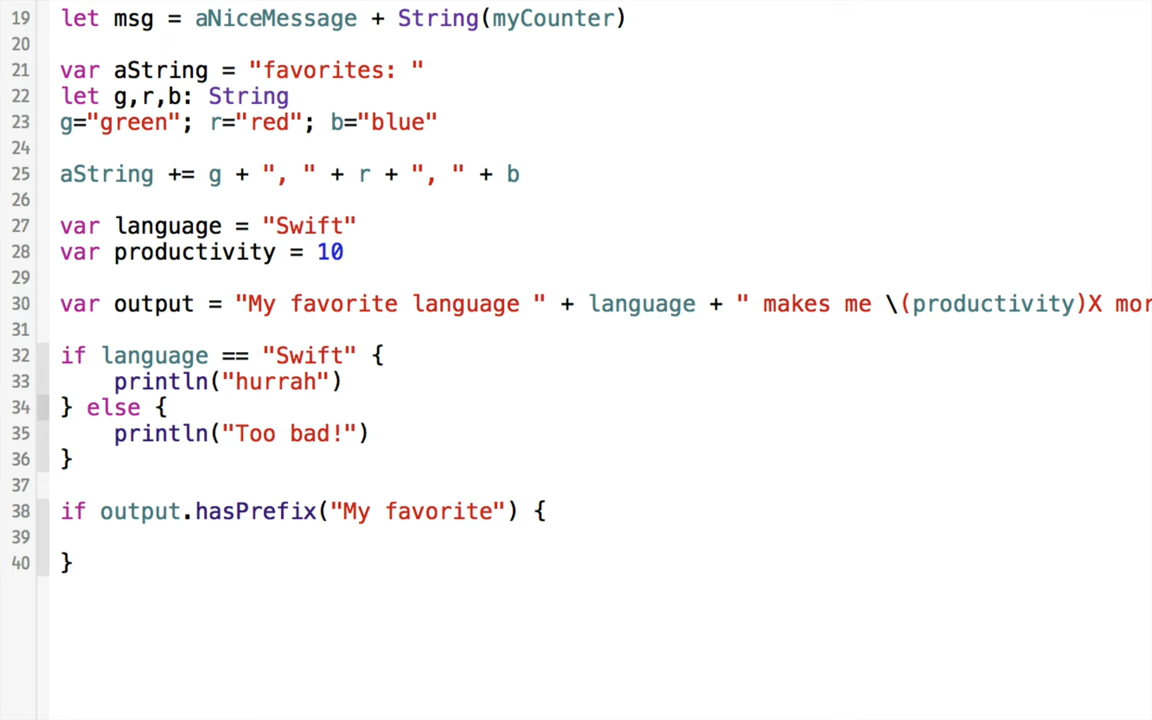 19 let msg = aNiceMessage + String(myCounter)
20
21 var aString = "favorites: "
22 let g,r,b: String
23 g="green"; r="red"; b="blue"
24
25 aString += g + ", " + r + ", " + b
26
27 var language = "Swift"
28 var productivity = 10
29
30 var output = "My favorite language " + language + " makes me \(productivity)X mor
31
32 if language == "Swift" {
33     println("hurrah")
34 } else {
35     println("Too bad!")
36 }
37
38 if output.hasPrefix("My favorite") {
39
40 }